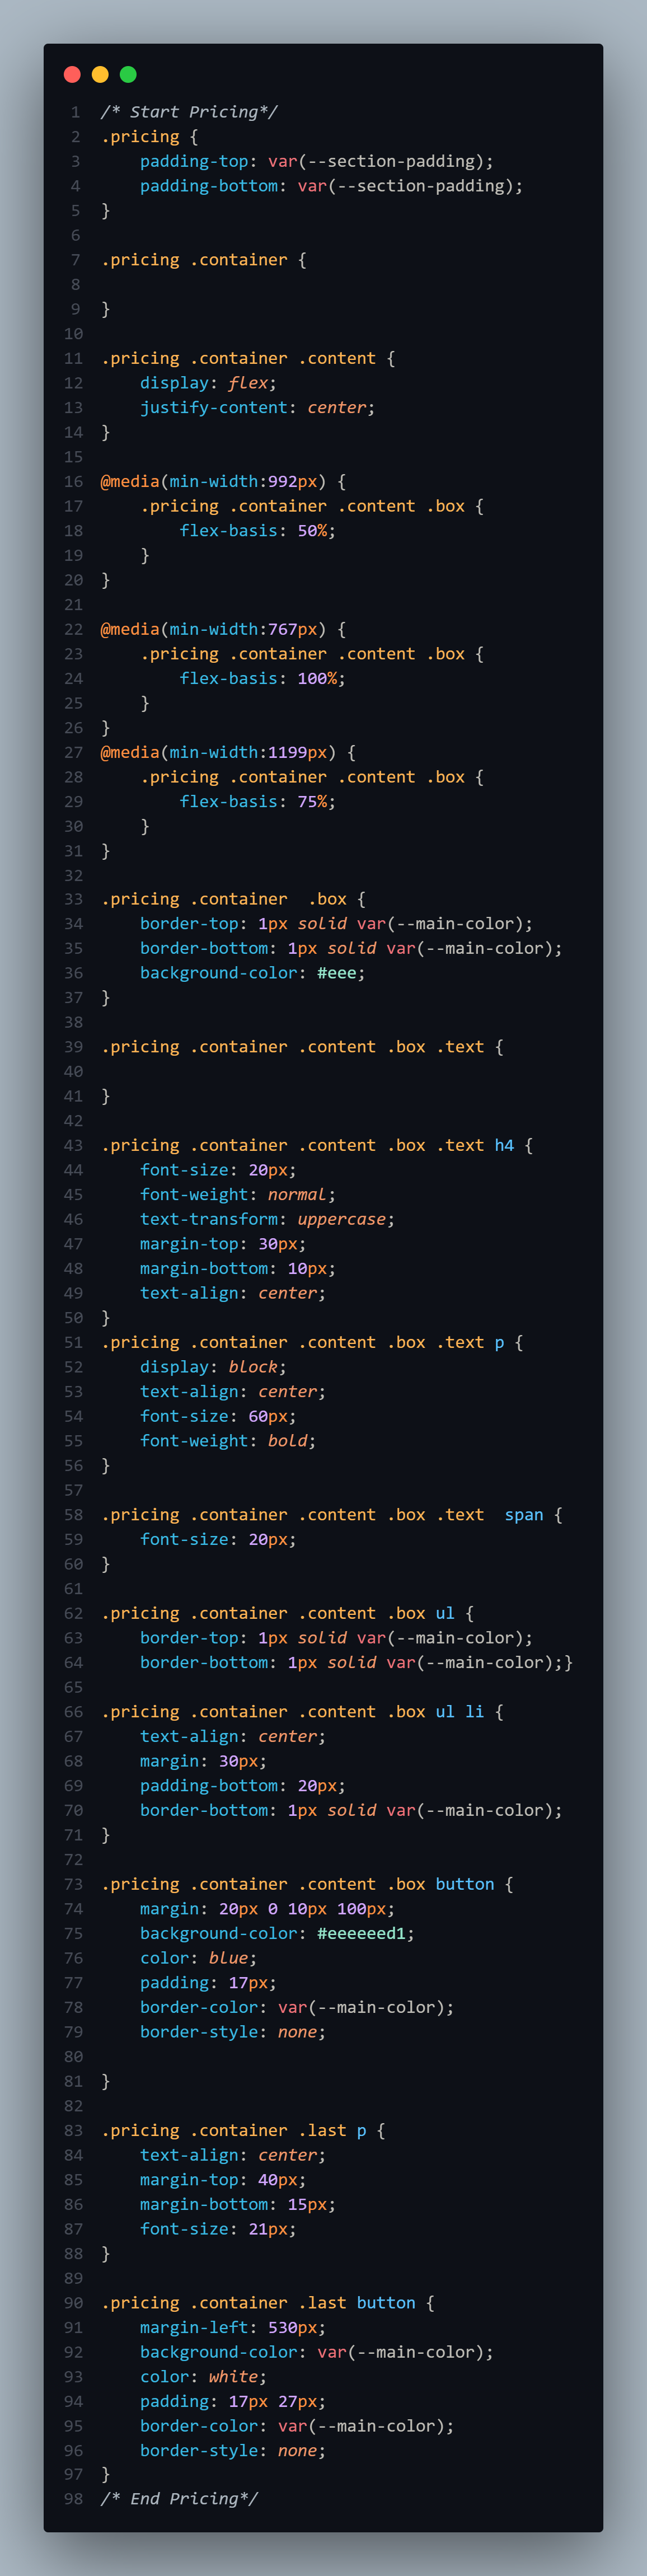 1 /* Start Pricing*/
2 .pricing {
3     padding-top: var(--section-padding);
4     padding-bottom: var(--section-padding);
5 }
6
7 .pricing .container {
8
9 }
10
11 .pricing .container .content {
12     display: flex;
13     justify-content: center;
14 }
15
16 @media(min-width:992px) {
17     .pricing .container .content .box {
18         flex-basis: 50%;
19     }
20 }
21
22 @media(min-width:767px) {
23     .pricing .container .content .box {
24         flex-basis: 100%;
25     }
26 }
27 @media(min-width:1199px) {
28     .pricing .container .content .box {
29         flex-basis: 75%;
30     }
31 }
32
33 .pricing .container  .box {
34     border-top: 1px solid var(--main-color);
35     border-bottom: 1px solid var(--main-color);
36     background-color: #eee;
37 }
38
39 .pricing .container .content .box .text {
40
41 }
42
43 .pricing .container .content .box .text h4 {
44     font-size: 20px;
45     font-weight: normal;
46     text-transform: uppercase;
47     margin-top: 30px;
48     margin-bottom: 10px;
49     text-align: center;
50 }
51 .pricing .container .content .box .text p {
52     display: block;
53     text-align: center;
54     font-size: 60px;
55     font-weight: bold;
56 }
57
58 .pricing .container .content .box .text  span {
59     font-size: 20px;
60 }
61
62 .pricing .container .content .box ul {
63     border-top: 1px solid var(--main-color);
64     border-bottom: 1px solid var(--main-color);}
65
66 .pricing .container .content .box ul li {
67     text-align: center;
68     margin: 30px;
69     padding-bottom: 20px;
70     border-bottom: 1px solid var(--main-color);
71 }
72
73 .pricing .container .content .box button {
74     margin: 20px 0 10px 100px;
75     background-color: #eeeeeed1;
76     color: blue;
77     padding: 17px;
78     border-color: var(--main-color);
79     border-style: none;
80
81 }
82
83 .pricing .container .last p {
84     text-align: center;
85     margin-top: 40px;
86     margin-bottom: 15px;
87     font-size: 21px;
88 }
89
90 .pricing .container .last button {
91     margin-left: 530px;
92     background-color: var(--main-color);
93     color: white;
94     padding: 17px 27px;
95     border-color: var(--main-color);
96     border-style: none;
97 }
98 /* End Pricing*/